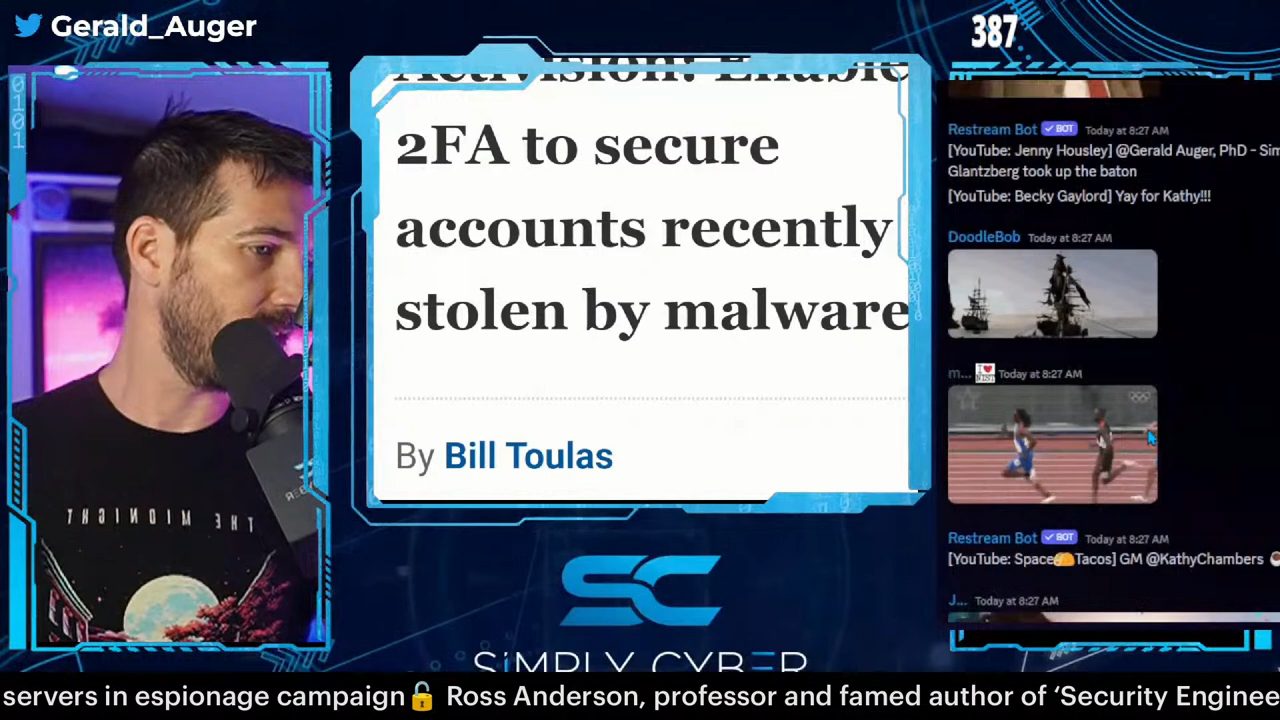 Gerald_Auger
387
0101
Activision: Enable
2FA to secure
accounts recently
stolen by malware
By Bill Toulas
Restream Bot ✓ BOT Today at 8:27 AM
[YouTube: Jenny Housley] @Gerald Auger, PhD - Sim
Glantzberg took up the baton
[YouTube: Becky Gaylord] Yay for Kathy!!!
DoodleBob Today at 8:27 AM
m... I ❤ NIST Today at 8:27 AM
Restream Bot ✓ BOT Today at 8:27 AM
[YouTube: Space🌮Tacos] GM @KathyChambers
J... Today at 8:27 AM
THE MIDNIGHT
SC
SIMPLY CYBER
servers in espionage campaign🔓 Ross Anderson, professor and famed author of ‘Security Enginee